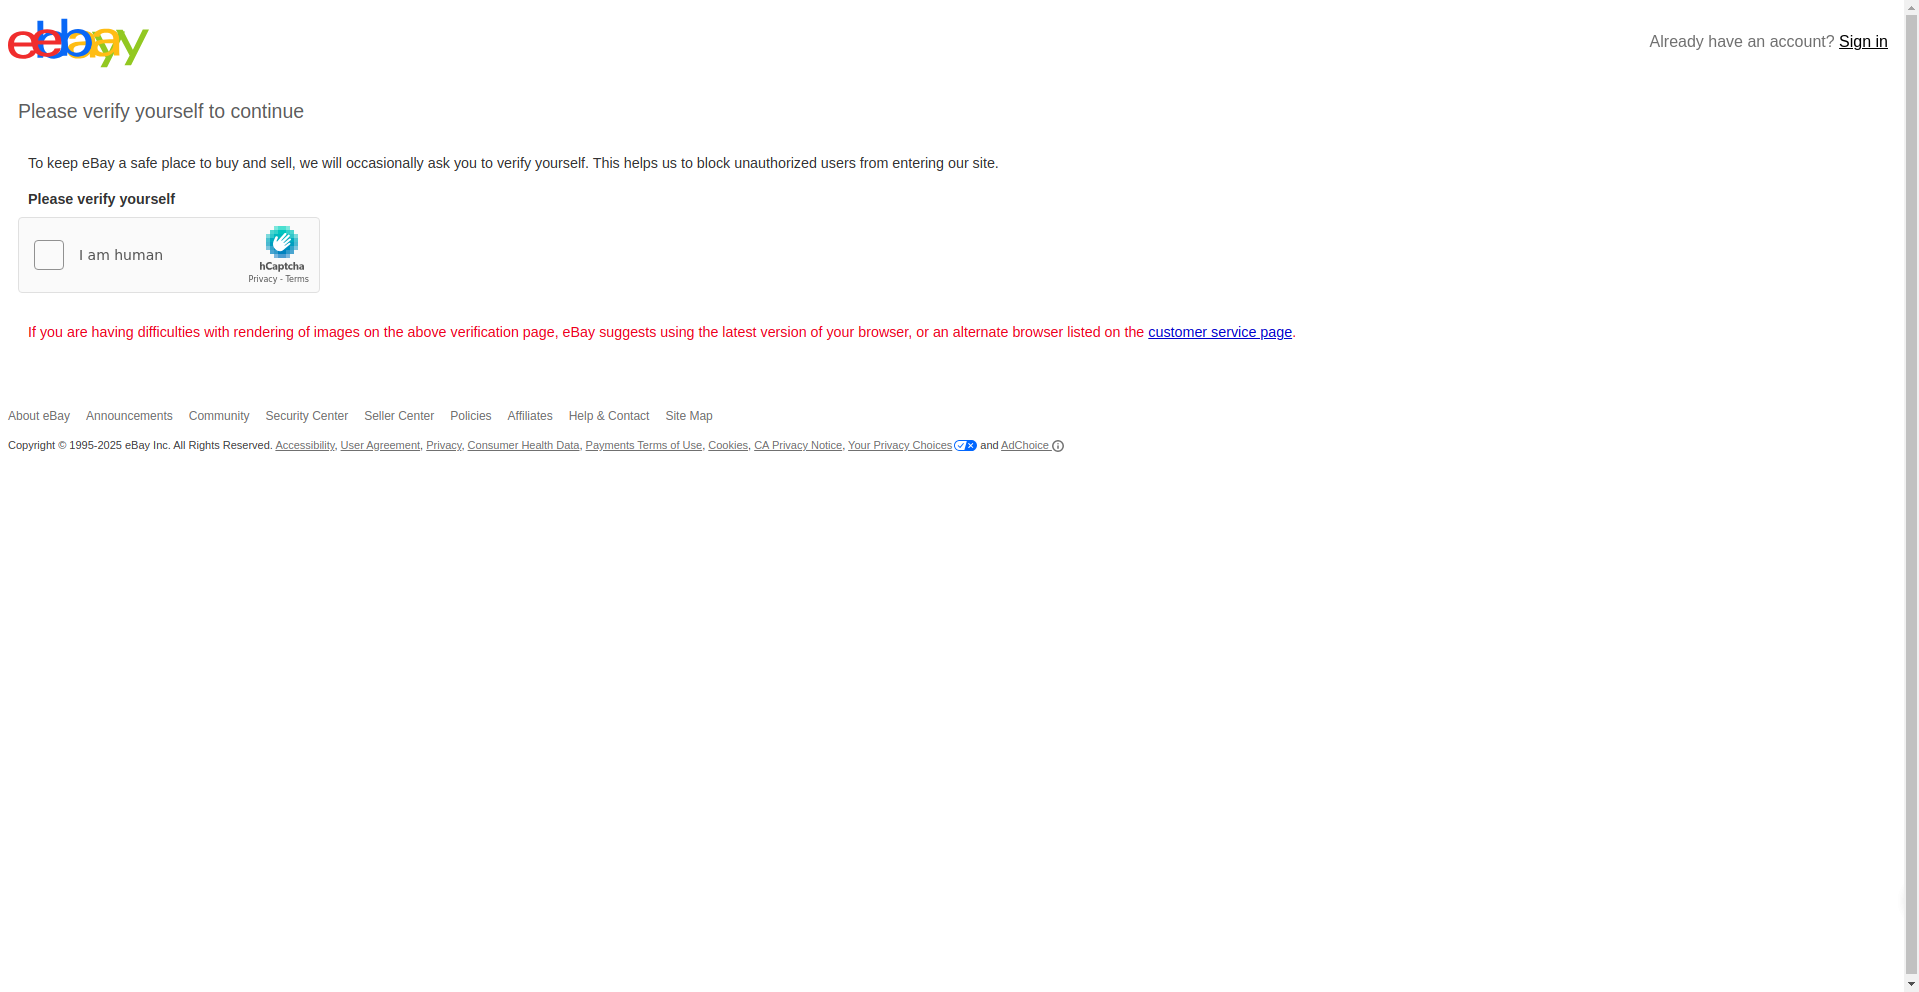 ebay
Already have an account? Sign in
Please verify yourself to continue
To keep eBay a safe place to buy and sell, we will occasionally ask you to verify yourself. This helps us to block unauthorized users from entering our site.
Please verify yourself
I am human
hCaptcha
Privacy - Terms
If you are having difficulties with rendering of images on the above verification page, eBay suggests using the latest version of your browser, or an alternate browser listed on the customer service page.
About eBay Announcements Community Security Center Seller Center Policies Affiliates Help & Contact Site Map
Copyright © 1995-2025 eBay Inc. All Rights Reserved. Accessibility, User Agreement, Privacy, Consumer Health Data, Payments Terms of Use, Cookies, CA Privacy Notice, Your Privacy Choices and AdChoice